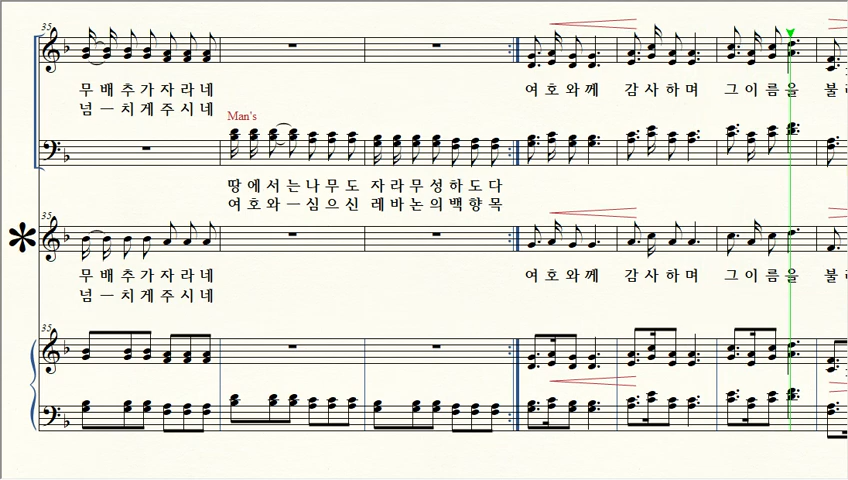 35
무 배 추 가 자 라 네 여 호 와 께 감 사 하 며 그 이 름 을 불
넘 — 치 게 주 시 네
Man's
땅 에 서 는 나 무 도 자 라 무 성 하 도 다
여 호 와 — 심 으 신 레 바 논 의 백 향 목
35
무 배 추 가 자 라 네 여 호 와 께 감 사 하 며 그 이 름 을 불
넘 — 치 게 주 시 네
35